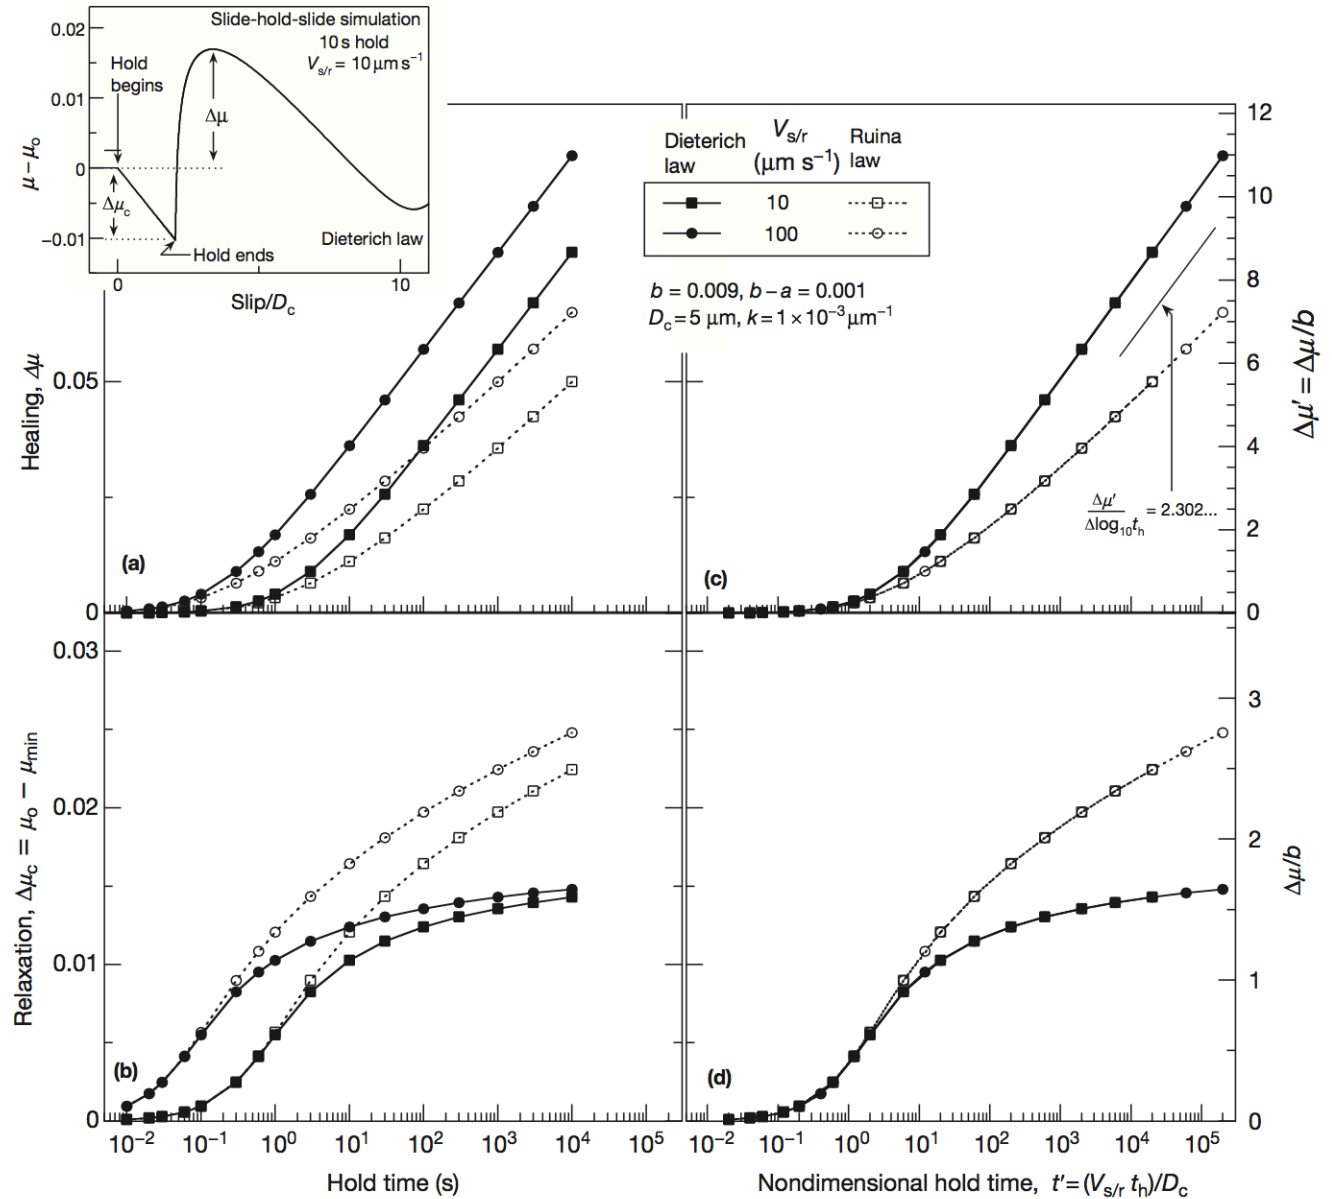 Slide-hold-slide simulation
10 s hold
V_s/r = 10 μm s⁻¹
Hold
begins
Δμ
Δμ_c
Hold ends
Dieterich law
0.02
0.01
0
−0.01
μ − μ_o
0
10
Slip/D_c
Dieterich
law
V_s/r
(μm s⁻¹)
Ruina
law
10
100
b = 0.009, b − a = 0.001
D_c = 5 μm, k = 1 × 10⁻³ μm⁻¹
Healing, Δμ
0.05
0
(a)
12
10
8
6
4
2
0
Δμ′ = Δμ/b
Δμ′
Δlog₁₀t_h
= 2.302...
(c)
Relaxation, Δμ_c = μ_o − μ_min
0.03
0.02
0.01
0
(b)
10⁻² 10⁻¹ 10⁰ 10¹ 10² 10³ 10⁴ 10⁵
Hold time (s)
3
2
1
0
Δμ/b
(d)
10⁻² 10⁻¹ 10⁰ 10¹ 10² 10³ 10⁴ 10⁵
Nondimensional hold time, t′ = (V_s/r t_h)/D_c